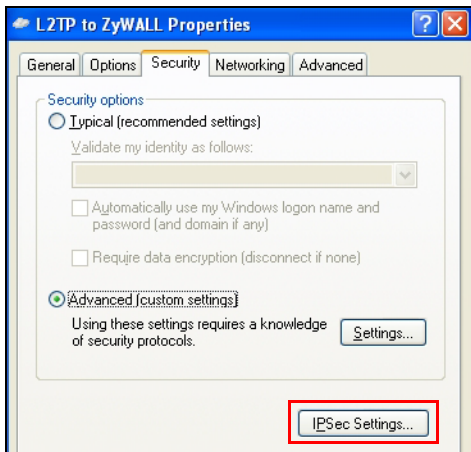 L2TP to ZyWALL Properties
General Options Security Networking Advanced
Security options
Typical (recommended settings)
Validate my identity as follows:
Automatically use my Windows logon name and
password (and domain if any)
Require data encryption (disconnect if none)
Advanced (custom settings)
Using these settings requires a knowledge
of security protocols.
Settings...
IPSec Settings...